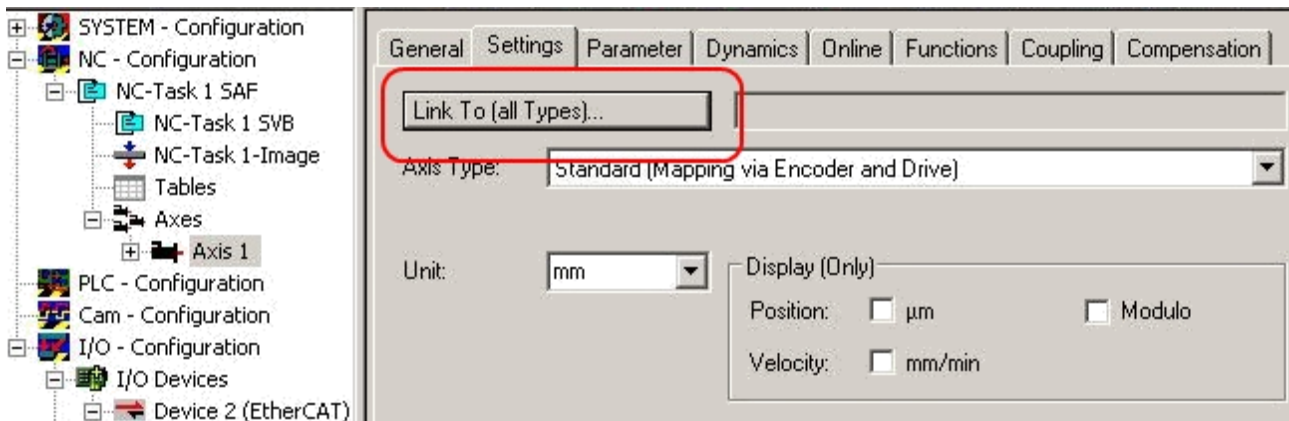 SYSTEM - Configuration
NC - Configuration
NC-Task 1 SAF
NC-Task 1 SVB
NC-Task 1-Image
Tables
Axes
Axis 1
PLC - Configuration
Cam - Configuration
I/O - Configuration
I/O Devices
Device 2 (EtherCAT)
General Settings Parameter Dynamics Online Functions Coupling Compensation
Link To (all Types)...
Axis Type: Standard (Mapping via Encoder and Drive)
Unit: mm
Display (Only)
Position: µm Modulo
Velocity: mm/min